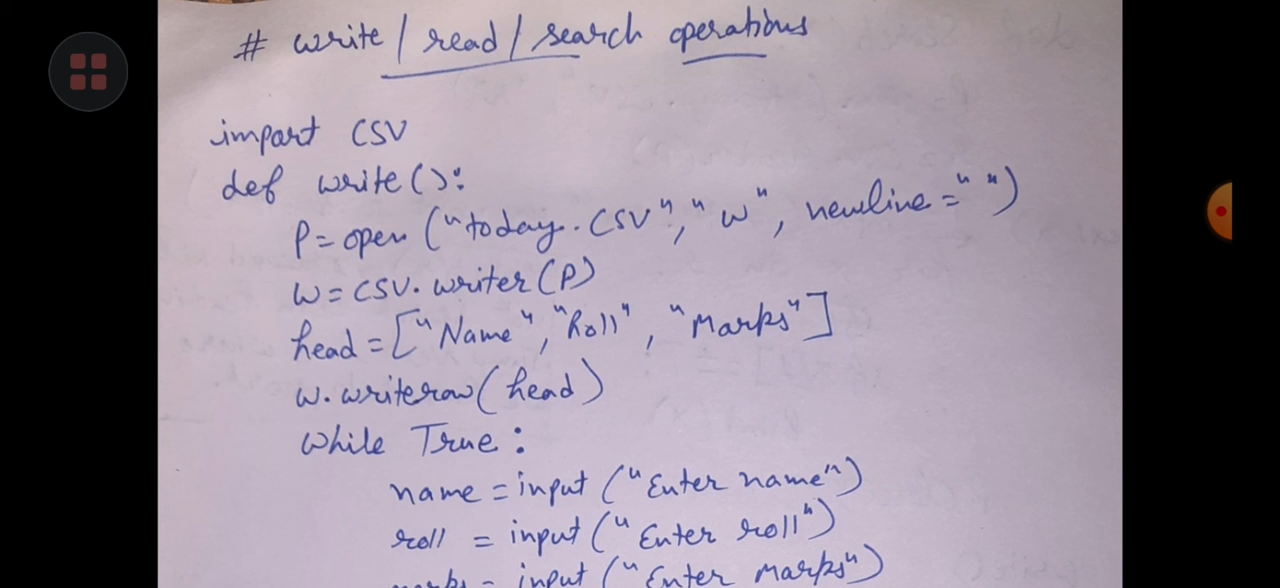 # write / read / search operations
import CSV
def write():
P = open ("today.CSV", "w", newline = " ")
w = CSV. writer (P)
head = ["Name", "Roll", "Marks"]
w. writerow (head)
while True :
name = input ("Enter name")
roll = input (" Enter roll")
marks = input (" Enter marks")